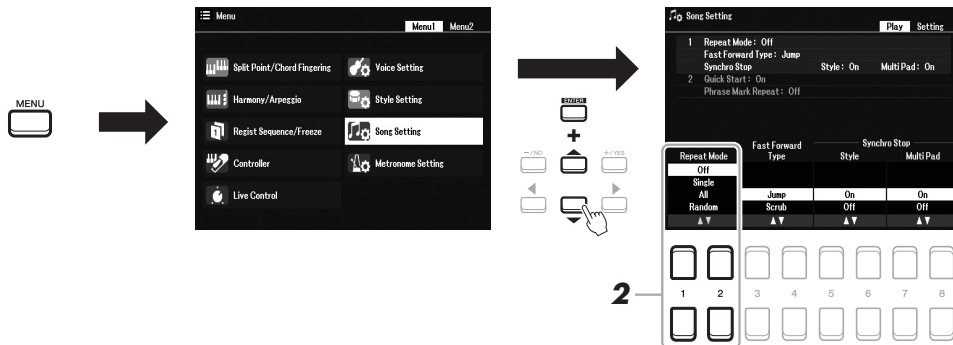 MENU
Menu
Menu1 Menu2
Split Point/Chord Fingering Voice Setting
Harmony/Arpeggio Style Setting
Regist Sequence/Freeze Song Setting
Controller Metronome Setting
Live Control
ENTER
+
−/NO +/YES
Song Setting
Play Setting
1 Repeat Mode: Off
Fast Forward Type: Jump
Synchro Stop Style: On Multi Pad: On
2 Quick Start: On
Phrase Mark Repeat: Off
Repeat Mode Fast Forward Type Synchro Stop Style Multi Pad
Off
Single
All Jump On On
Random Scrub Off Off
2
1 2 3 4 5 6 7 8